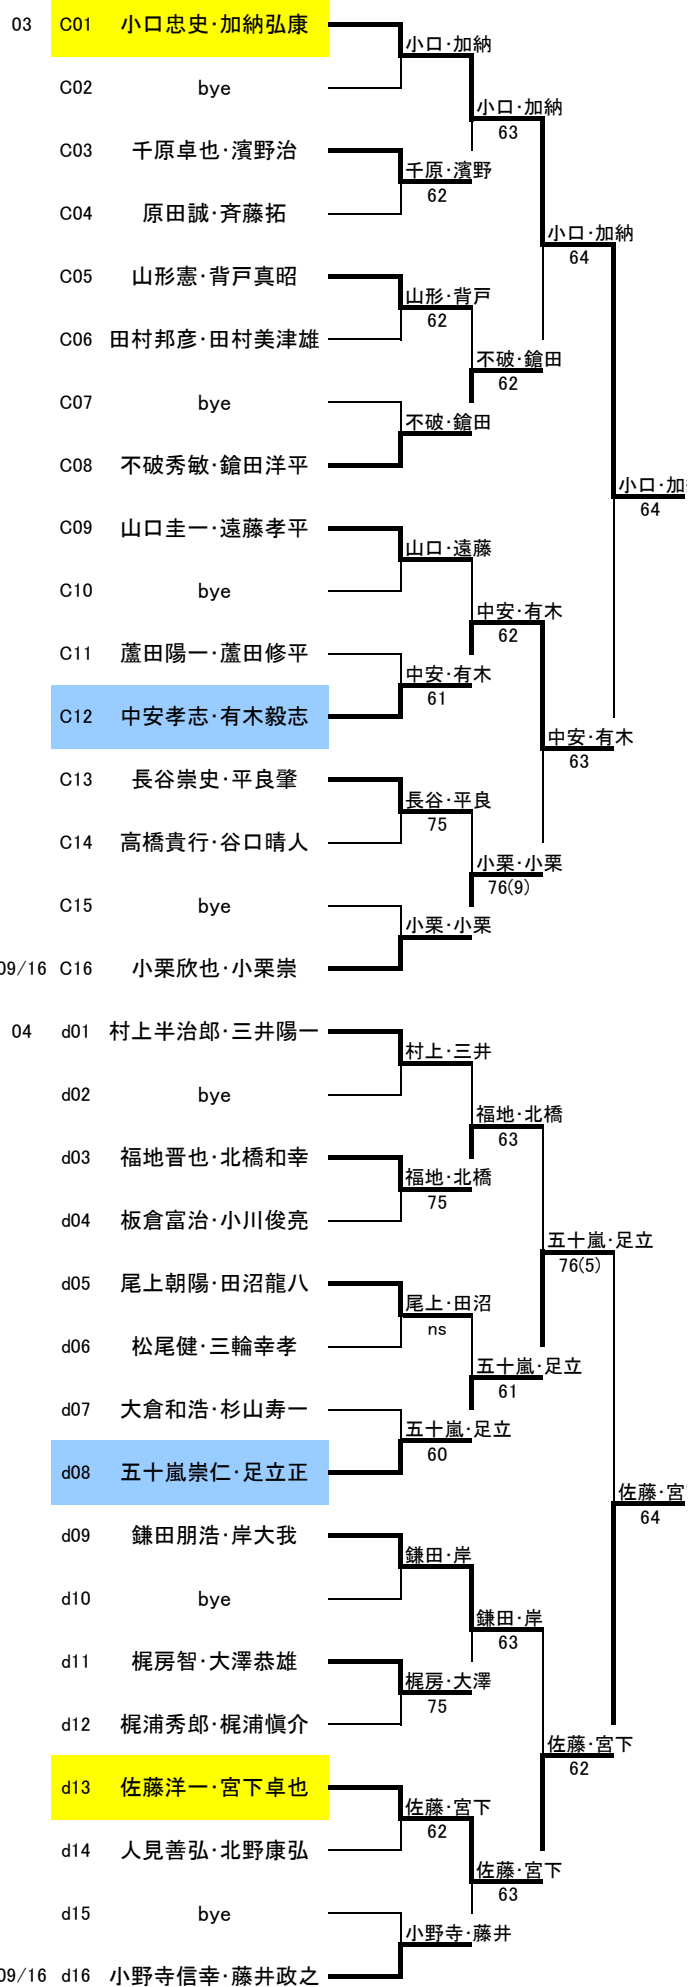 03 C01 小口忠史・加納弘康
小口・加納
C02 bye
小口・加納
63
C03 千原卓也・濱野治
千原・濱野
62
C04 原田誠・斉藤拓
小口・加納
64
C05 山形憲・背戸真昭
山形・背戸
62
C06 田村邦彦・田村美津雄
不破・鎗田
62
C07 bye
不破・鎗田
C08 不破秀敏・鎗田洋平
小口・加
64
C09 山口圭一・遠藤孝平
山口・遠藤
C10 bye
中安・有木
62
C11 蘆田陽一・蘆田修平
中安・有木
61
C12 中安孝志・有木毅志
中安・有木
63
C13 長谷崇史・平良肇
長谷・平良
75
C14 高橋貴行・谷口晴人
小栗・小栗
76(9)
C15 bye
小栗・小栗
09/16 C16 小栗欣也・小栗崇
04 d01 村上半治郎・三井陽一
村上・三井
d02 bye
福地・北橋
63
d03 福地晋也・北橋和幸
福地・北橋
75
d04 板倉富治・小川俊亮
五十嵐・足立
76(5)
d05 尾上朝陽・田沼龍八
尾上・田沼
ns
d06 松尾健・三輪幸孝
五十嵐・足立
61
d07 大倉和浩・杉山寿一
五十嵐・足立
60
d08 五十嵐崇仁・足立正
佐藤・宮
64
d09 鎌田朋浩・岸大我
鎌田・岸
d10 bye
鎌田・岸
63
d11 梶房智・大澤恭雄
梶房・大澤
75
d12 梶浦秀郎・梶浦愼介
佐藤・宮下
62
d13 佐藤洋一・宮下卓也
佐藤・宮下
62
d14 人見善弘・北野康弘
佐藤・宮下
63
d15 bye
小野寺・藤井
09/16 d16 小野寺信幸・藤井政之